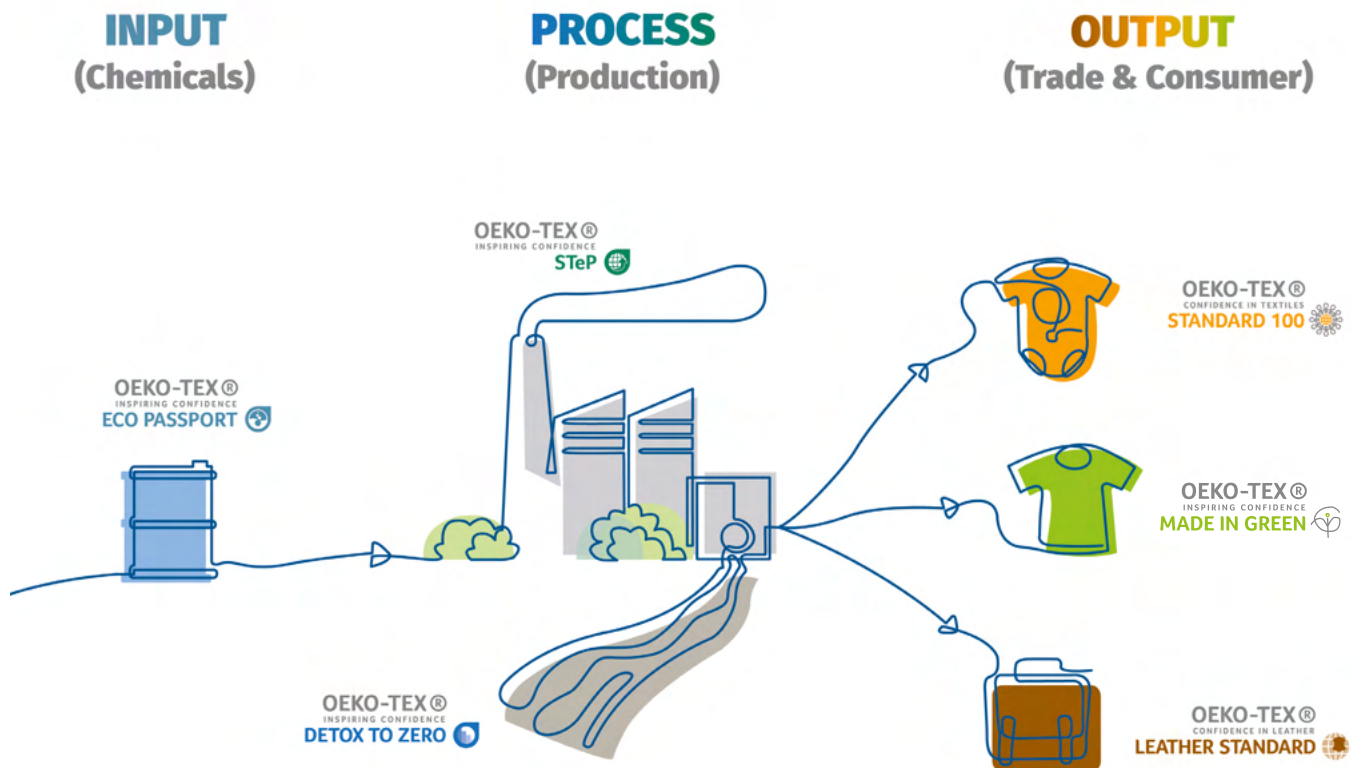 INPUT
(Chemicals)
PROCESS
(Production)
OUTPUT
(Trade & Consumer)
OEKO-TEX®
INSPIRING CONFIDENCE
STeP
OEKO-TEX®
CONFIDENCE IN TEXTILES
STANDARD 100
OEKO-TEX®
INSPIRING CONFIDENCE
ECO PASSPORT
OEKO-TEX®
INSPIRING CONFIDENCE
MADE IN GREEN
OEKO-TEX®
INSPIRING CONFIDENCE
DETOX TO ZERO
OEKO-TEX®
CONFIDENCE IN LEATHER
LEATHER STANDARD